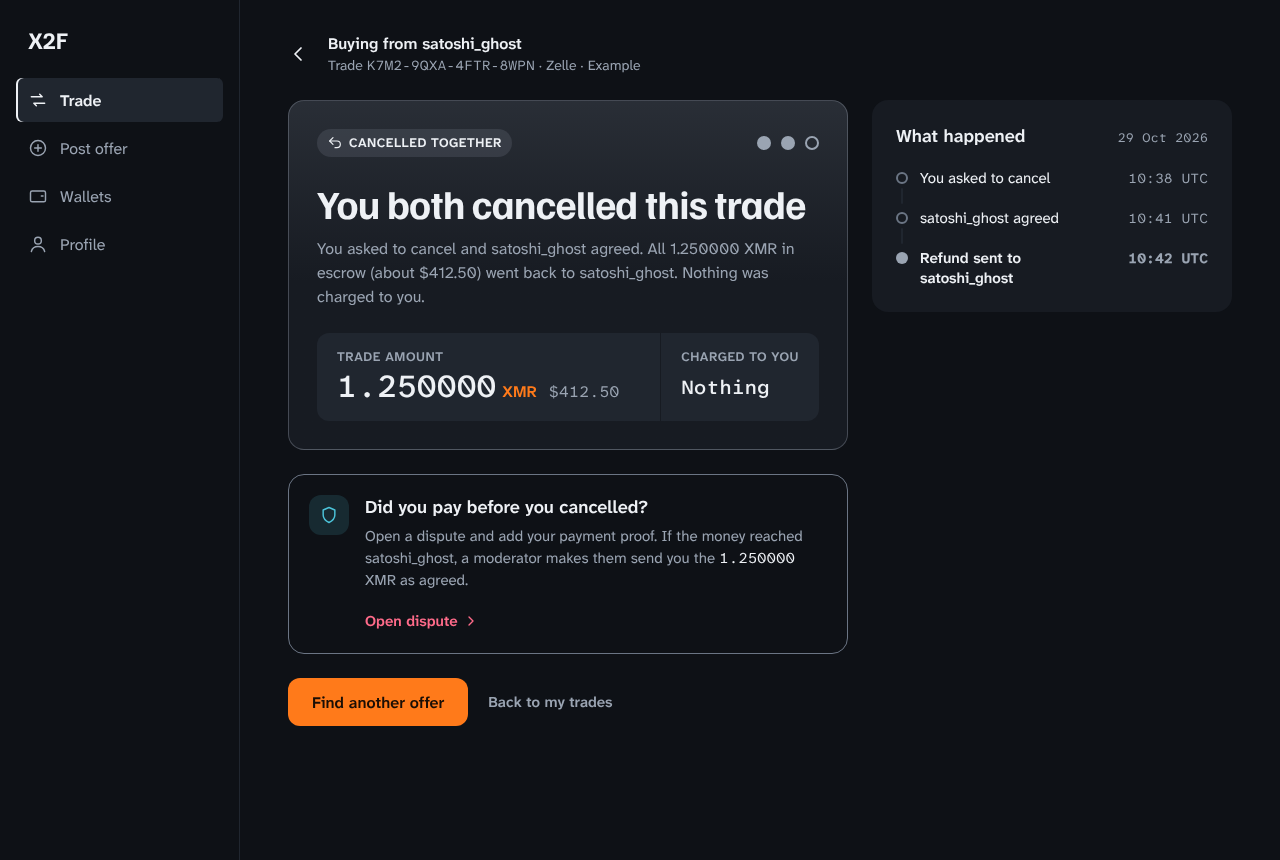 X2F
Trade
Post offer
Wallets
Profile
Buying from satoshi_ghost
Trade K7M2-9QXA-4FTR-8WPN · Zelle · Example
CANCELLED TOGETHER
You both cancelled this trade
You asked to cancel and satoshi_ghost agreed. All 1.250000 XMR in
escrow (about $412.50) went back to satoshi_ghost. Nothing was
charged to you.
TRADE AMOUNT
1.250000 XMR $412.50
CHARGED TO YOU
Nothing
Did you pay before you cancelled?
Open a dispute and add your payment proof. If the money reached
satoshi_ghost, a moderator makes them send you the 1.250000
XMR as agreed.
Open dispute
Find another offer
Back to my trades
What happened
29 Oct 2026
You asked to cancel
10:38 UTC
satoshi_ghost agreed
10:41 UTC
Refund sent to
satoshi_ghost
10:42 UTC